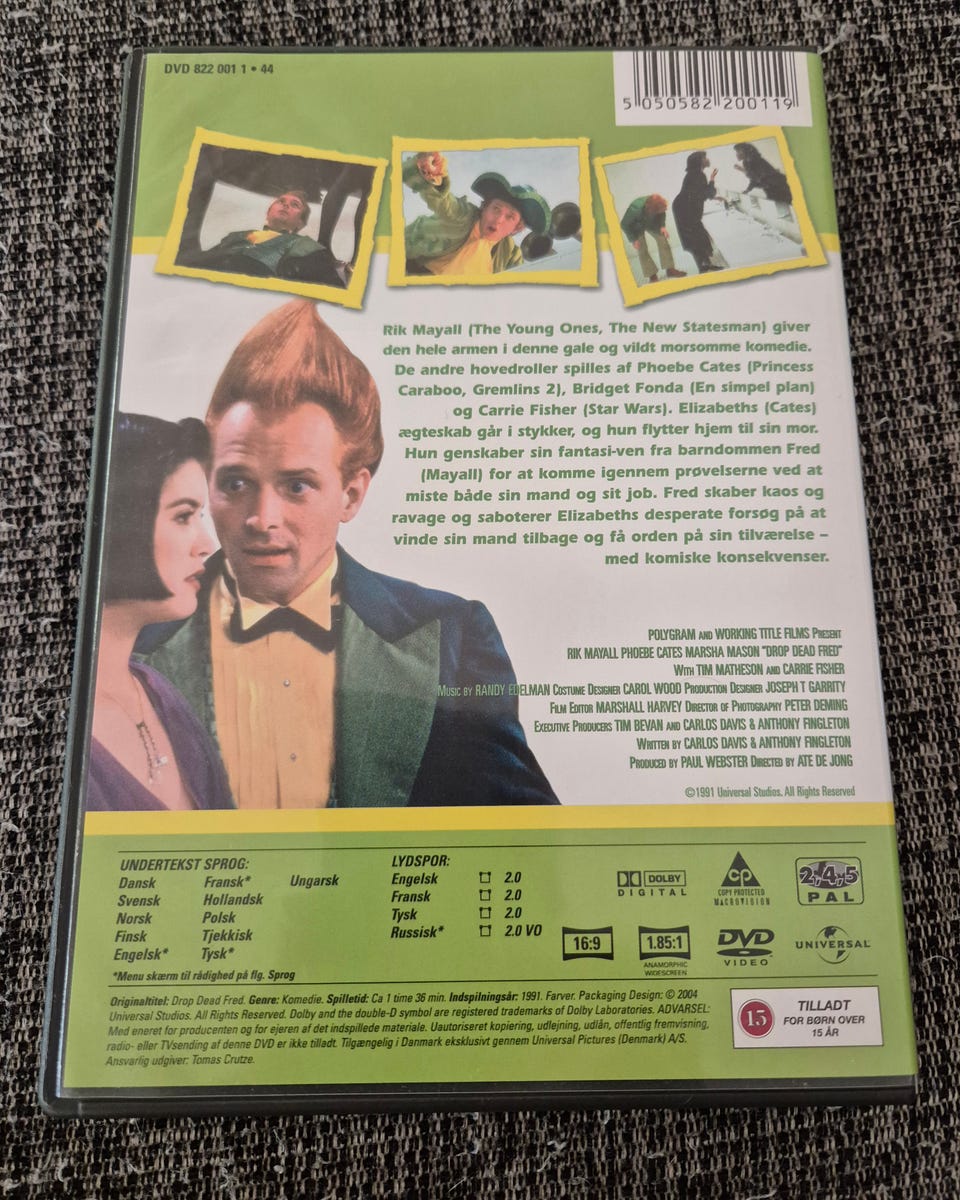 DVD 822 001 1 • 44
5 050582 200119
Rik Mayall (The Young Ones, The New Statesman) giver
den hele armen i denne gale og vildt morsomme komedie.
De andre hovedroller spilles af Phoebe Cates (Princess
Caraboo, Gremlins 2), Bridget Fonda (En simpel plan)
og Carrie Fisher (Star Wars). Elizabeths (Cates)
ægteskab går i stykker, og hun flytter hjem til sin mor.
Hun genskaber sin fantasi-ven fra barndommen Fred
(Mayall) for at komme igennem prøvelserne ved at
miste både sin mand og sit job. Fred skaber kaos og
ravage og saboterer Elizabeths desperate forsøg på at
vinde sin mand tilbage og få orden på sin tilværelse –
med komiske konsekvenser.
POLYGRAM AND WORKING TITLE FILMS PRESENT
RIK MAYALL PHOEBE CATES MARSHA MASON "DROP DEAD FRED"
WITH TIM MATHESON AND CARRIE FISHER
MUSIC BY RANDY EDELMAN COSTUME DESIGNER CAROL WOOD PRODUCTION DESIGNER JOSEPH T GARRITY
FILM EDITOR MARSHALL HARVEY DIRECTOR OF PHOTOGRAPHY PETER DEMING
EXECUTIVE PRODUCERS TIM BEVAN AND CARLOS DAVIS & ANTHONY FINGLETON
WRITTEN BY CARLOS DAVIS & ANTHONY FINGLETON
PRODUCED BY PAUL WEBSTER DIRECTED BY ATE DE JONG
©1991 Universal Studios. All Rights Reserved
UNDERTEKST SPROG:
Dansk Fransk* Ungarsk
Svensk Hollandsk
Norsk Polsk
Finsk Tjekkisk
Engelsk* Tysk*
*Menu skærm til rådighed på flg. Sprog
LYDSPOR:
Engelsk 2.0
Fransk 2.0
Tysk 2.0
Russisk* 2.0 VO
DOLBY
DIGITAL
CP
COPY PROTECTED
MACROVISION
2,4,5
PAL
16:9
1.85:1
ANAMORPHIC
WIDESCREEN
DVD
VIDEO
UNIVERSAL
Originaltitel: Drop Dead Fred. Genre: Komedie. Spilletid: Ca 1 time 36 min. Indspilningsår: 1991. Farver. Packaging Design: © 2004
Universal Studios. All Rights Reserved. Dolby and the double-D symbol are registered trademarks of Dolby Laboratories. ADVARSEL:
Med eneret for producenten og for ejeren af det indspillede materiale. Uautoriseret kopiering, udlejning, udlån, offentlig fremvisning,
radio- eller TVsending af denne DVD er ikke tilladt. Tilgængelig i Danmark eksklusivt gennem Universal Pictures (Denmark) A/S.
Ansvarlig udgiver: Tomas Crutze.
15
TILLADT
FOR BØRN OVER
15 ÅR